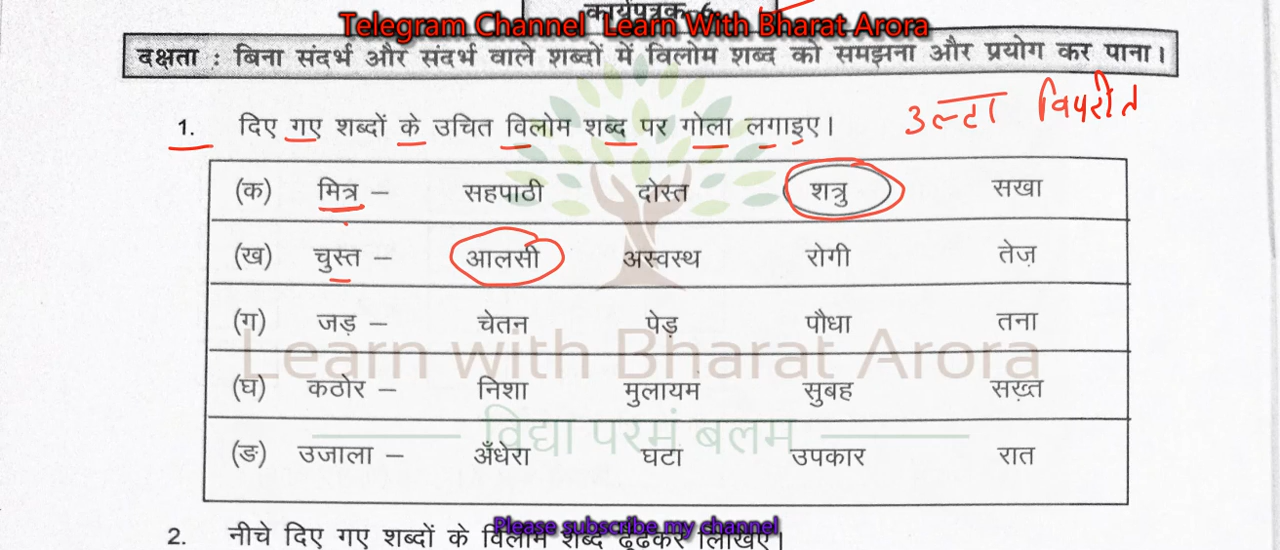 कार्यपत्रक-6
Telegram Channel Learn With Bharat Arora
दक्षता : बिना संदर्भ और संदर्भ वाले शब्दों में विलोम शब्द को समझना और प्रयोग कर पाना।
उल्टा विपरीत
1. दिए गए शब्दों के उचित विलोम शब्द पर गोला लगाइए।
(क) मित्र – सहपाठी दोस्त शत्रु सखा
(ख) चुस्त – आलसी अस्वस्थ रोगी तेज़
(ग) जड़ – चेतन पेड़ पौधा तना
Learn with Bharat Arora
(घ) कठोर – निशा मुलायम सुबह सख़्त
विद्या परमं बलम
(ङ) उजाला – अँधेरा घटा उपकार रात
Please subscribe my channel
2. नीचे दिए गए शब्दों के विलोम शब्द ढूँढकर लिखिए।